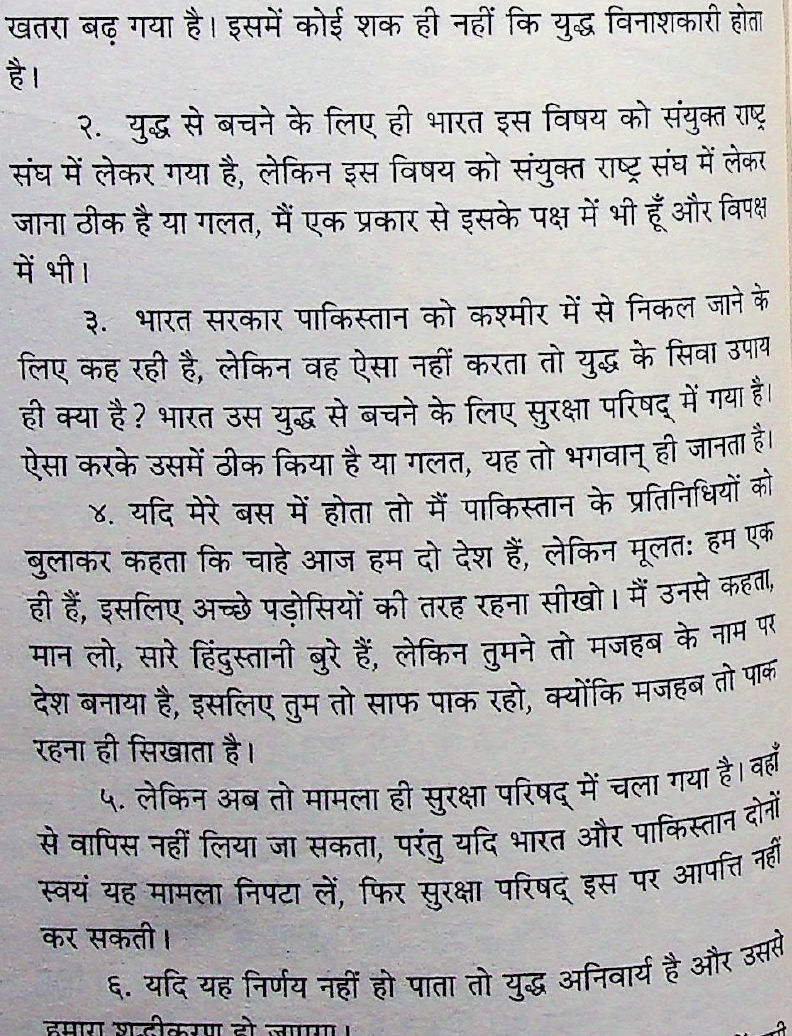 खतरा बढ़ गया है। इसमें कोई शक ही नहीं कि युद्ध विनाशकारी होता
है।
२. युद्ध से बचने के लिए ही भारत इस विषय को संयुक्त राष्ट्र
संघ में लेकर गया है, लेकिन इस विषय को संयुक्त राष्ट्र संघ में लेकर
जाना ठीक है या गलत, मैं एक प्रकार से इसके पक्ष में भी हूँ और विपक्ष
में भी।
३. भारत सरकार पाकिस्तान को कश्मीर में से निकल जाने के
लिए कह रही है, लेकिन वह ऐसा नहीं करता तो युद्ध के सिवा उपाय
ही क्या है? भारत उस युद्ध से बचने के लिए सुरक्षा परिषद् में गया है।
ऐसा करके उसमें ठीक किया है या गलत, यह तो भगवान् ही जानता है।
४. यदि मेरे बस में होता तो मैं पाकिस्तान के प्रतिनिधियों को
बुलाकर कहता कि चाहे आज हम दो देश हैं, लेकिन मूलत: हम एक
ही हैं, इसलिए अच्छे पड़ोसियों की तरह रहना सीखो। मैं उनसे कहता,
मान लो, सारे हिंदुस्तानी बुरे हैं, लेकिन तुमने तो मजहब के नाम पर
देश बनाया है, इसलिए तुम तो साफ पाक रहो, क्योंकि मजहब तो पाक
रहना ही सिखाता है।
५. लेकिन अब तो मामला ही सुरक्षा परिषद् में चला गया है। वहाँ
से वापिस नहीं लिया जा सकता, परंतु यदि भारत और पाकिस्तान दोनों
स्वयं यह मामला निपटा लें, फिर सुरक्षा परिषद् इस पर आपत्ति नहीं
कर सकती।
६. यदि यह निर्णय नहीं हो पाता तो युद्ध अनिवार्य है और उससे
हमारा शुद्धीकरण हो जाएगा।